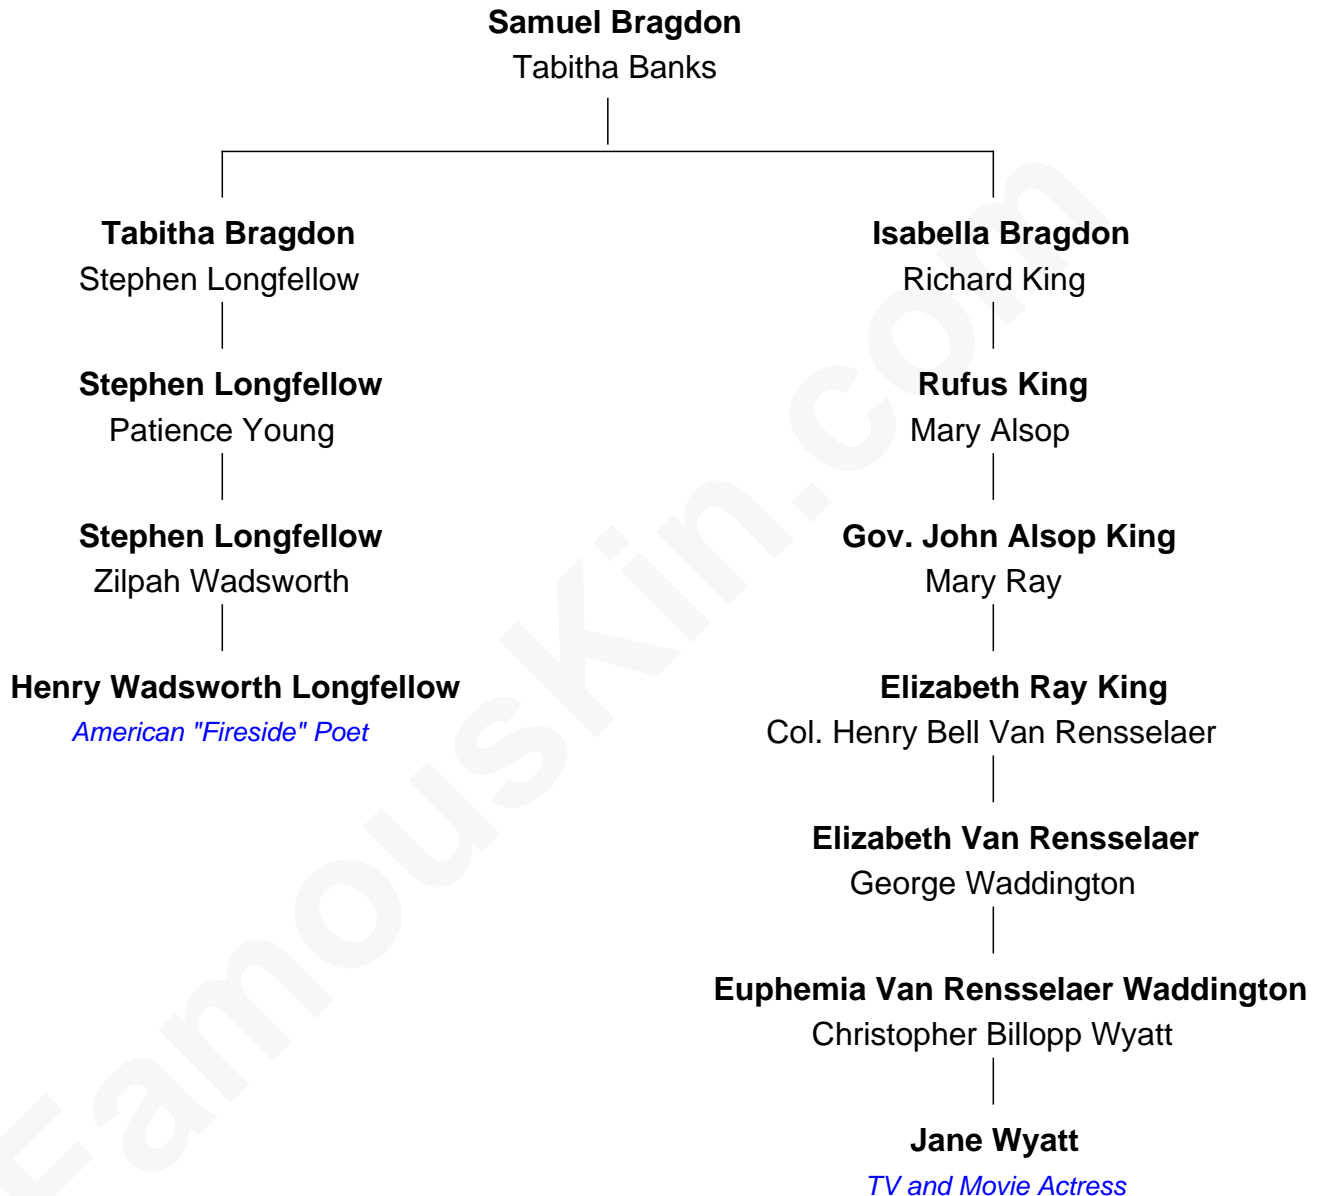 Samuel Bragdon
Tabitha Banks
Tabitha Bragdon
Stephen Longfellow
Stephen Longfellow
Patience Young
Stephen Longfellow
Zilpah Wadsworth
Henry Wadsworth Longfellow
American "Fireside" Poet
Isabella Bragdon
Richard King
Rufus King
Mary Alsop
Gov. John Alsop King
Mary Ray
Elizabeth Ray King
Col. Henry Bell Van Rensselaer
Elizabeth Van Rensselaer
George Waddington
Euphemia Van Rensselaer Waddington
Christopher Billopp Wyatt
Jane Wyatt
TV and Movie Actress
FamousKin.com